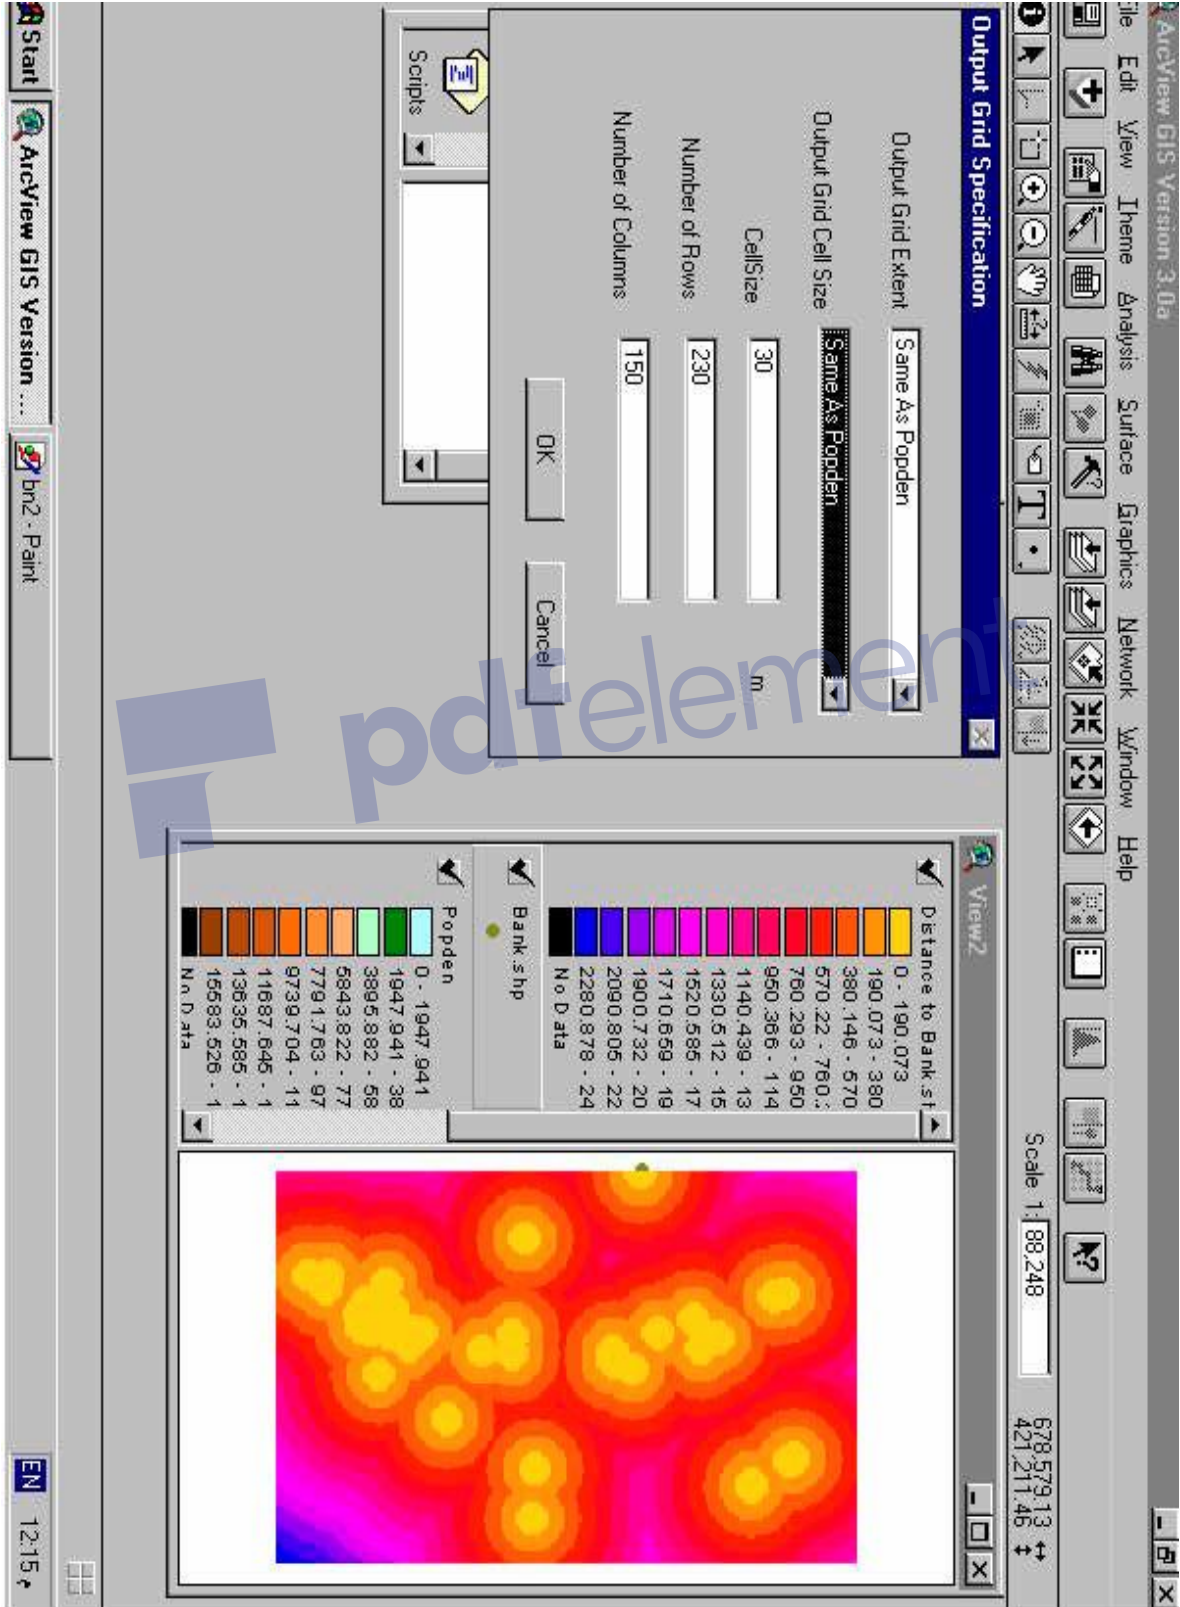 ArcView GIS Version 3.0a
File Edit View Theme Analysis Surface Graphics Network Window Help
Scale 1: 88,248
678,579.13
421,211.46
Output Grid Specification
Output Grid Extent Same As Popden
Output Grid Cell Size Same As Popden
CellSize 30 m
Number of Rows 230
Number of Columns 150
OK Cancel
Scripts
View2
Distance to Bank.sh
0 - 190.073
190.073 - 380
380.146 - 570
570.22 - 760.:
760.293 - 950
950.366 - 114
1140.439 - 13
1330.512 - 15
1520.585 - 17
1710.659 - 19
1900.732 - 20
2090.805 - 22
2280.878 - 24
No Data
Bank.shp
Popden
0 - 1947.941
1947.941 - 38
3895.882 - 58
5843.822 - 77
7791.763 - 97
9739.704 - 11
11687.645 - 1
13635.585 - 1
15583.526 - 1
No Data
Start
ArcView GIS Version ...
bn2 - Paint
EN
12:15 م
pdfelement